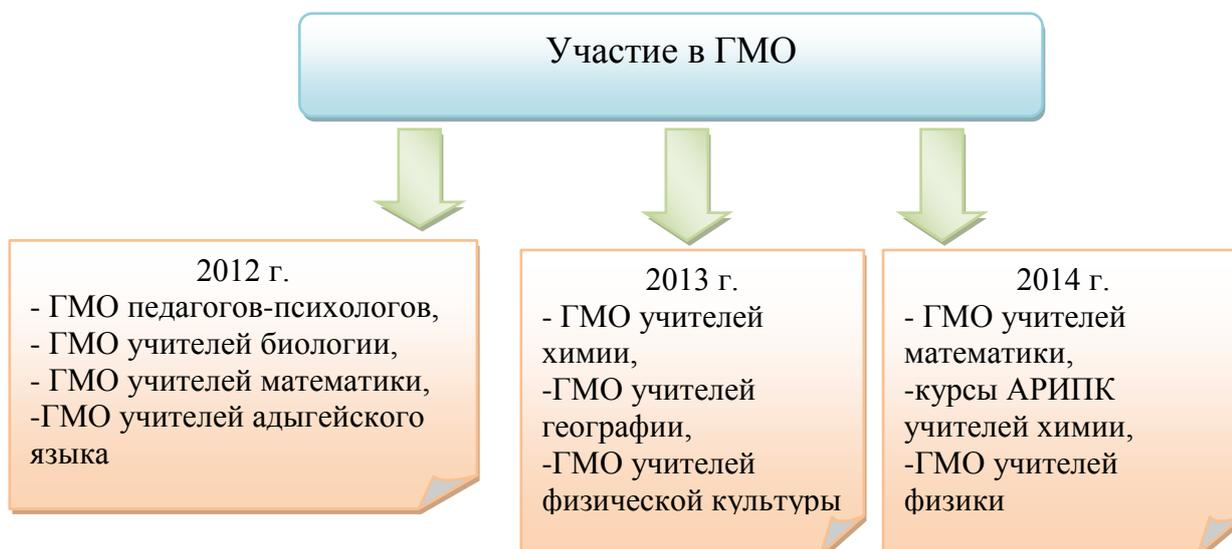 Участие в ГМО
2012 г.
- ГМО педагогов-психологов,
- ГМО учителей биологии,
- ГМО учителей математики,
-ГМО учителей адыгейского
языка
2013 г.
- ГМО учителей
химии,
-ГМО учителей
географии,
-ГМО учителей
физической культуры
2014 г.
- ГМО учителей
математики,
-курсы АРИПК
учителей химии,
-ГМО учителей
физики